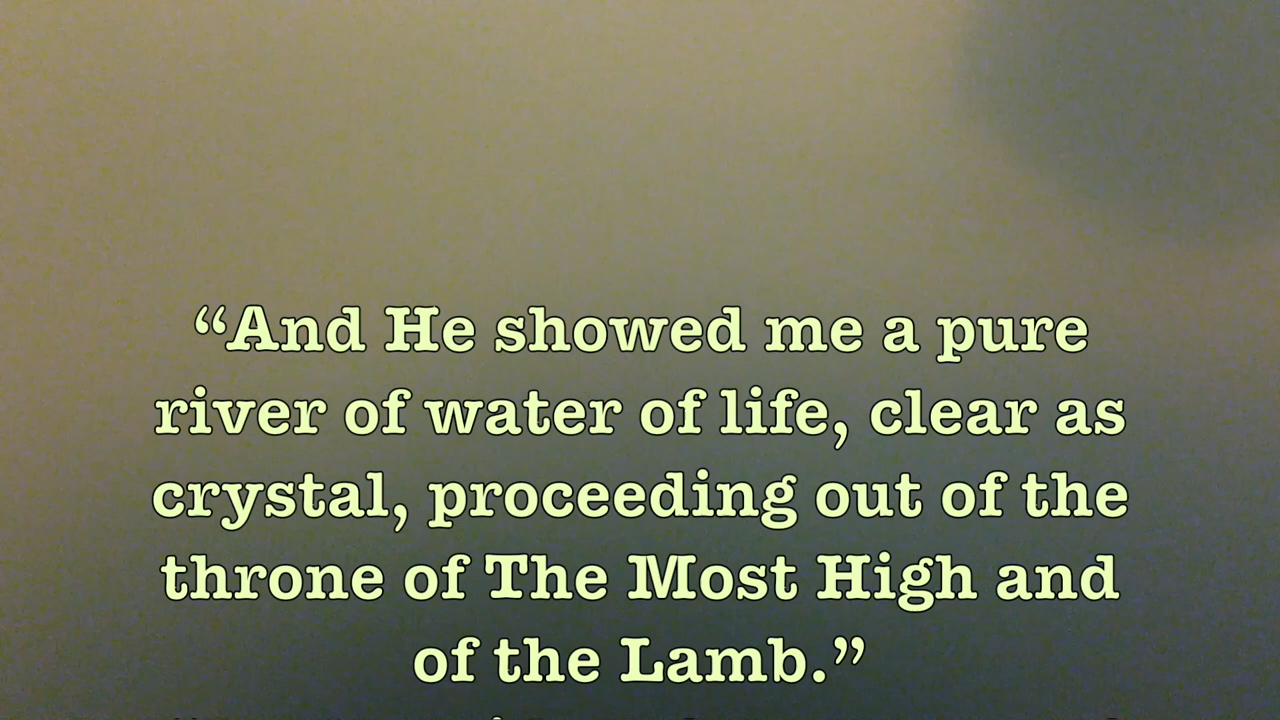 “And He showed me a pure
river of water of life, clear as
crystal, proceeding out of the
throne of The Most High and
of the Lamb.”